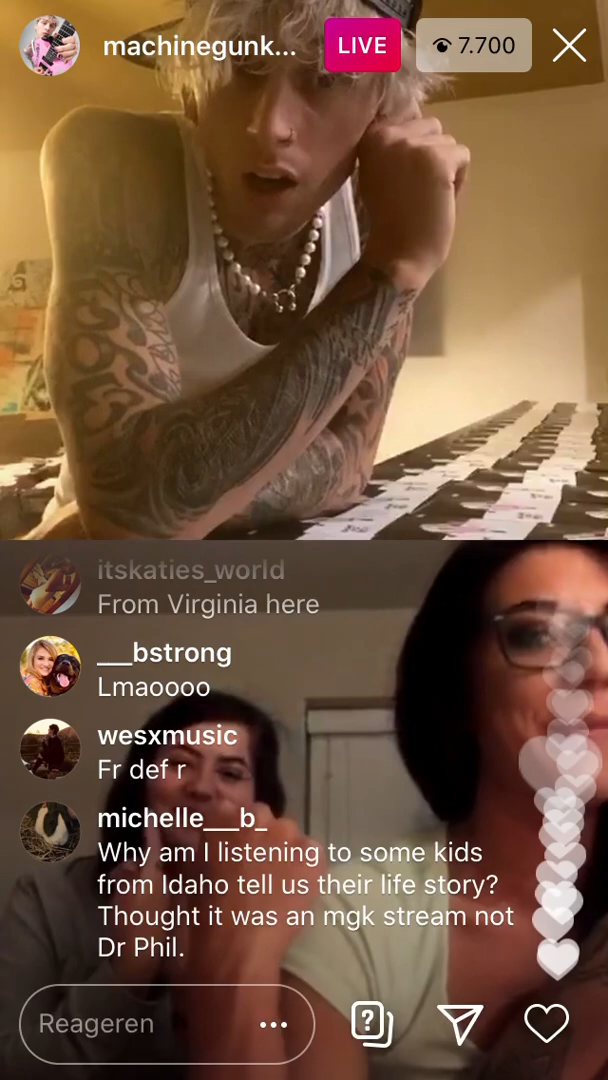 machinegunk...
LIVE
7.700
itskaties_world
From Virginia here
___bstrong
Lmaoooo
wesxmusic
Fr def r
michelle___b_
Why am I listening to some kids
from Idaho tell us their life story?
Thought it was an mgk stream not
Dr Phil.
Reageren
?